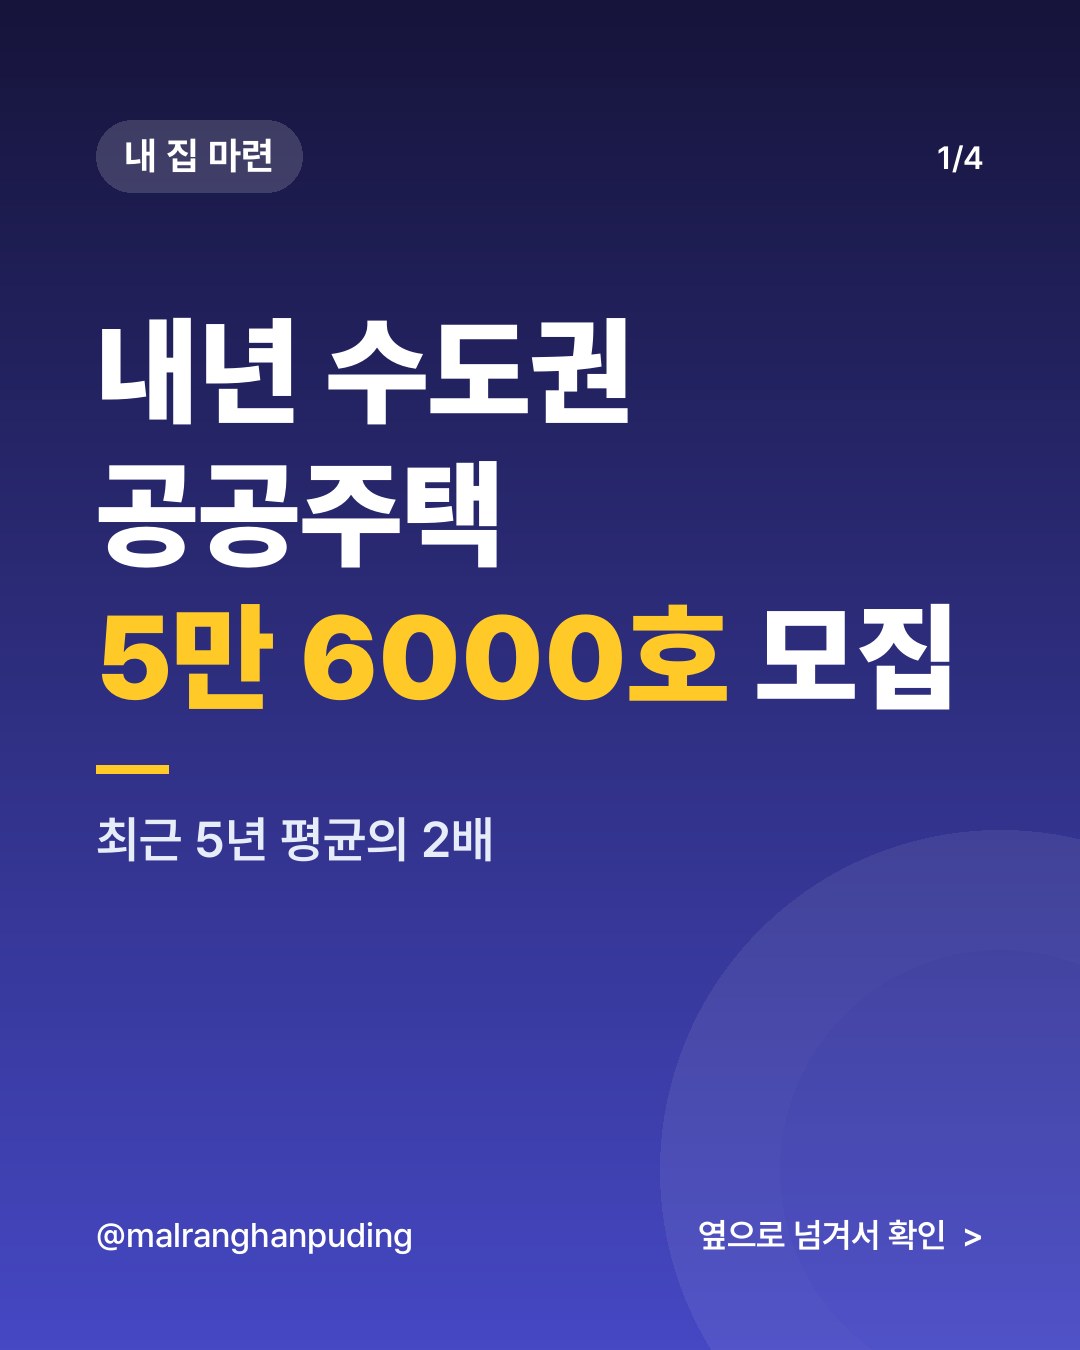 내 집 마련
1/4
내년 수도권
공공주택
5만 6000호 모집
최근 5년 평균의 2배
@malranghanpuding
옆으로 넘겨서 확인 >